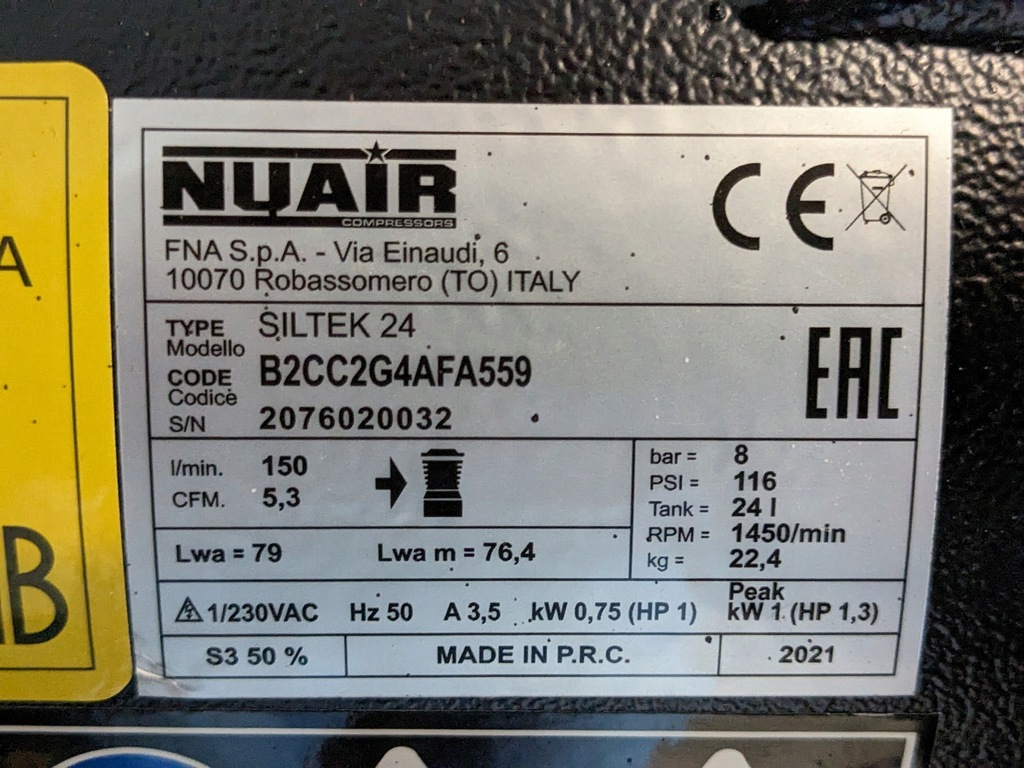 NUAIR
COMPRESSORS
FNA S.p.A. - Via Einaudi, 6
10070 Robassomero (TO) ITALY
CE
TYPE SILTEK 24
Modello
CODE B2CC2G4AFA559
Codice
S/N 2076020032
EAC
l/min. 150
CFM. 5,3
bar = 8
PSI = 116
Tank = 24 l
RPM = 1450/min
kg = 22,4
Lwa = 79 Lwa m = 76,4
1/230VAC Hz 50 A 3,5 kW 0,75 (HP 1) Peak kW 1 (HP 1,3)
S3 50 % MADE IN P.R.C. 2021
A
B